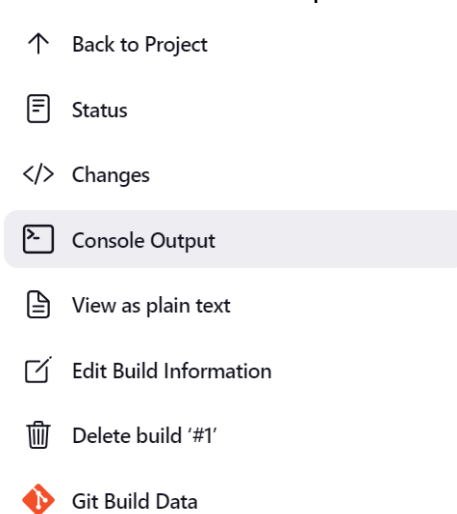 Back to Project
Status
Changes
Console Output
View as plain text
Edit Build Information
Delete build ‘#1’
Git Build Data